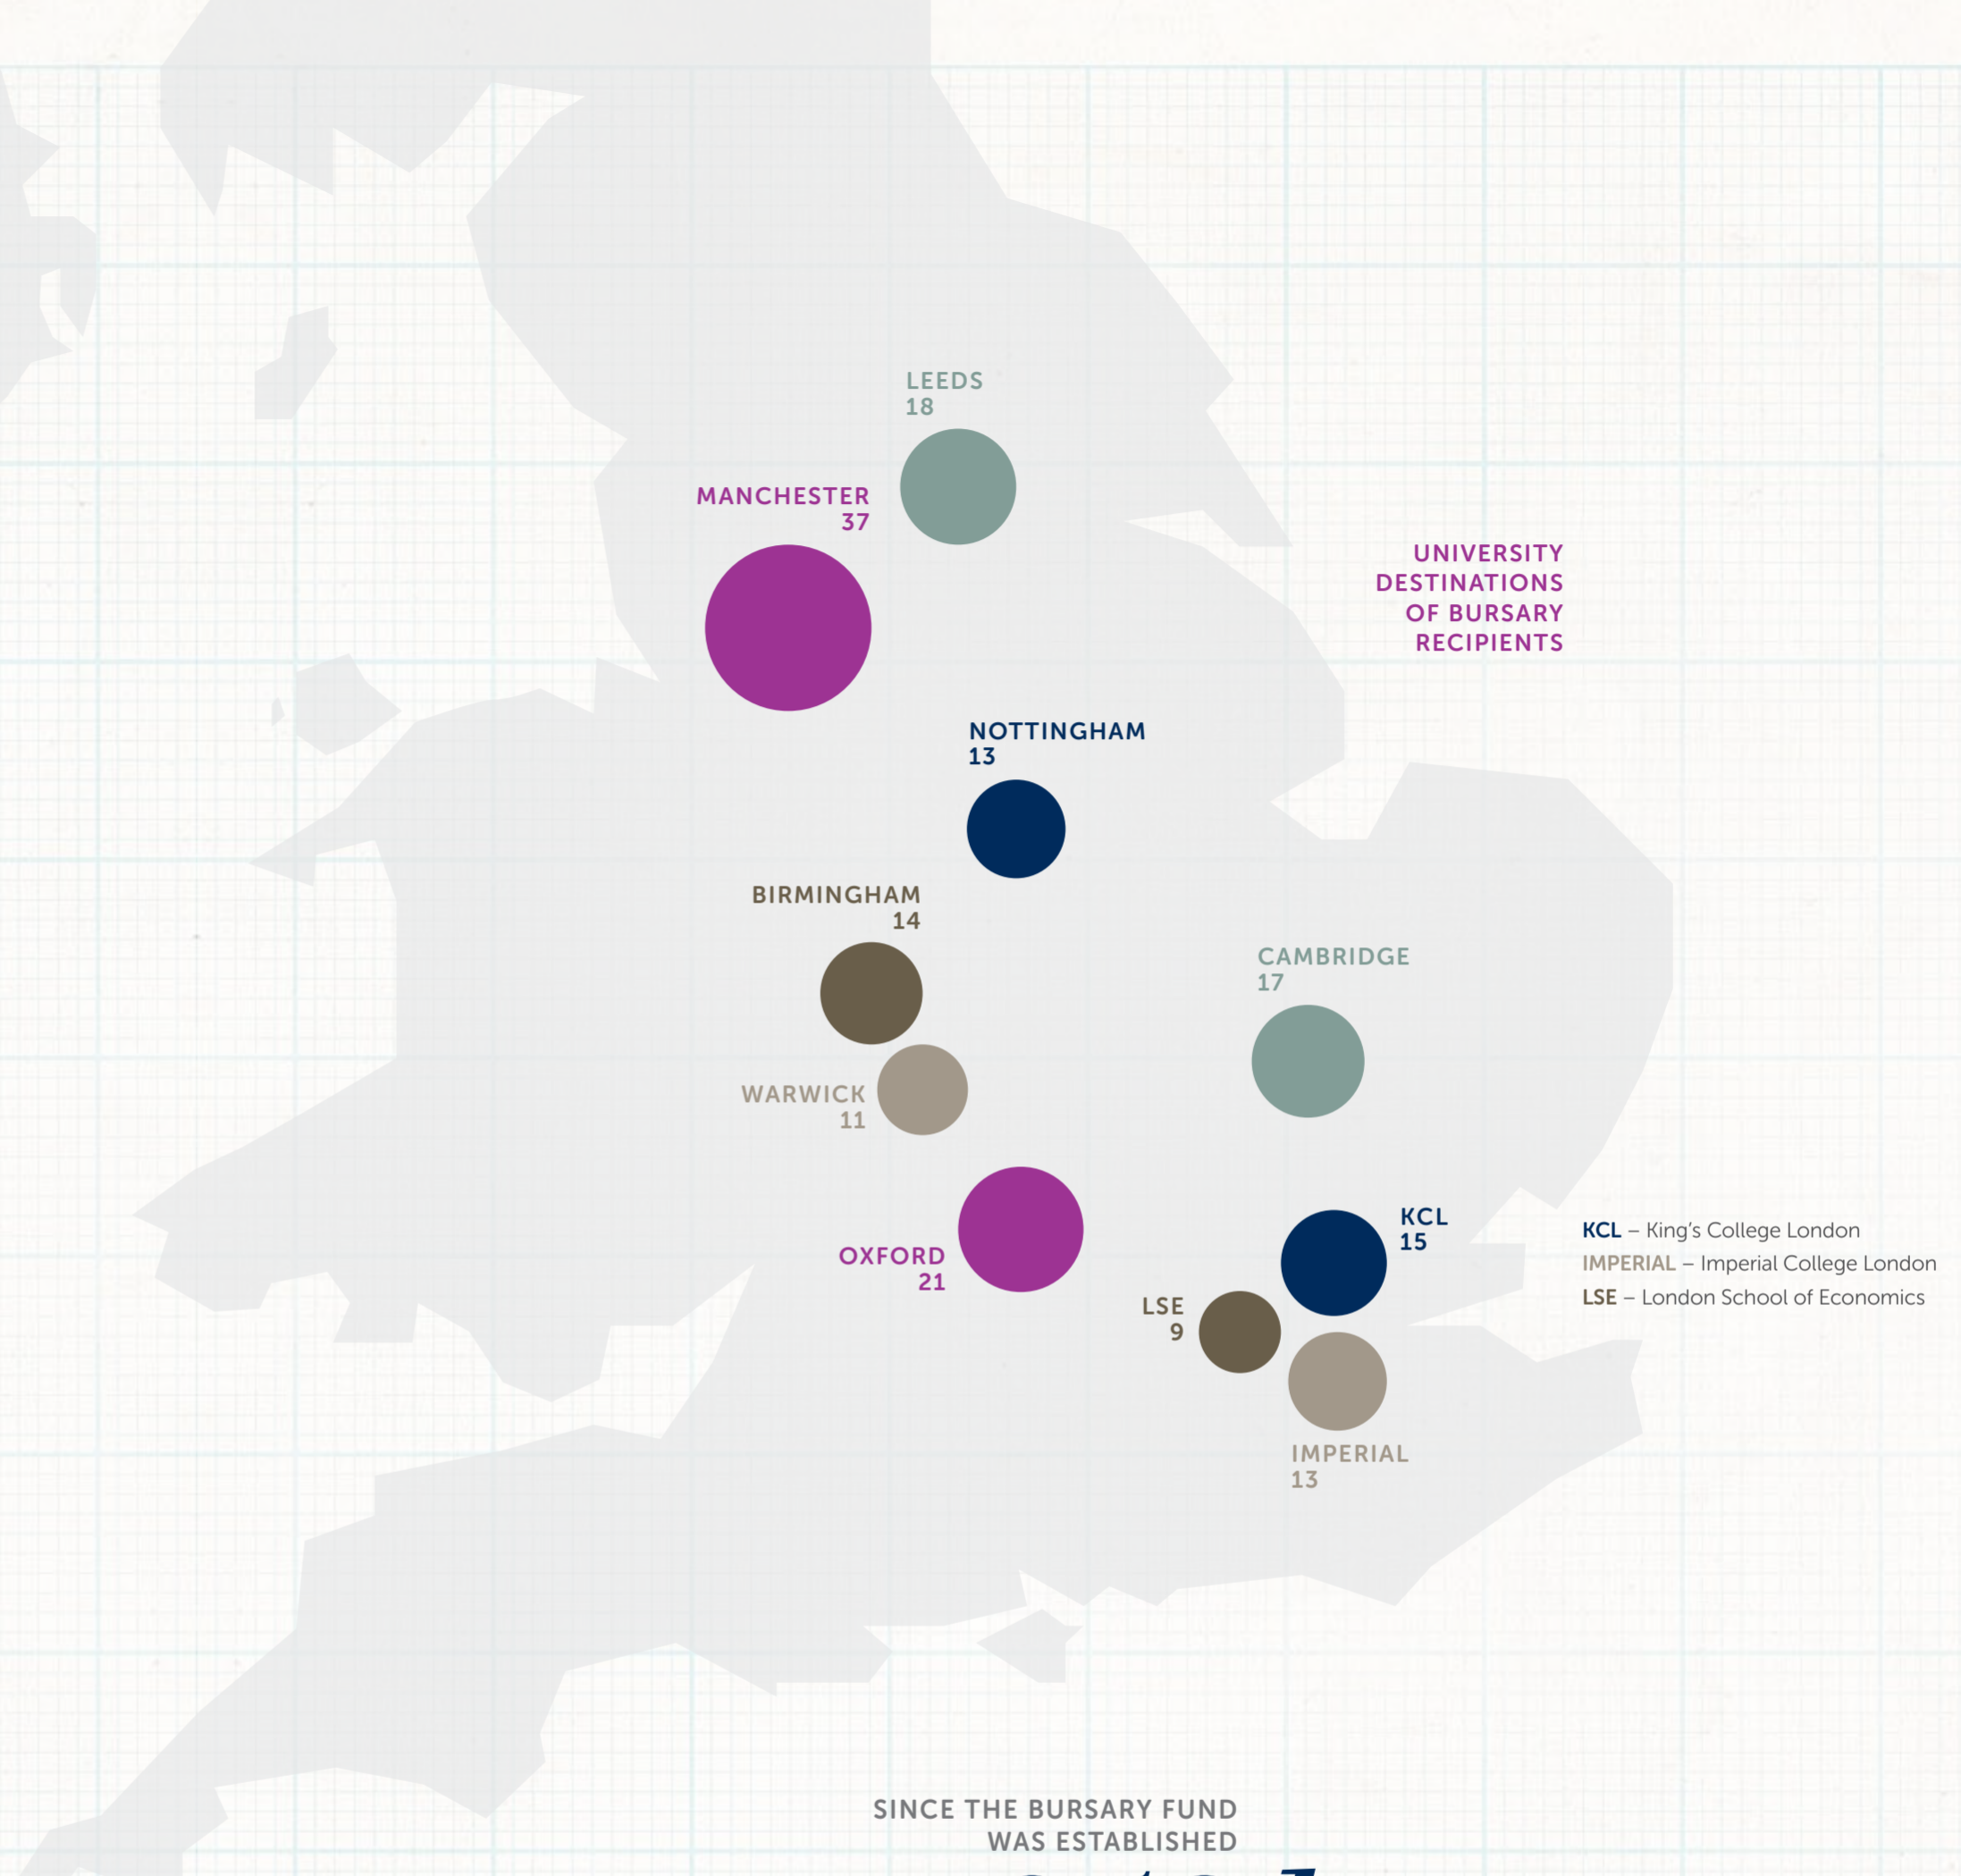 LEEDS
18
MANCHESTER
37
UNIVERSITY
DESTINATIONS
OF BURSARY
RECIPIENTS
NOTTINGHAM
13
BIRMINGHAM
14
CAMBRIDGE
17
WARWICK
11
OXFORD
21
KCL
15
KCL – King's College London
IMPERIAL – Imperial College London
LSE – London School of Economics
LSE
9
IMPERIAL
13
SINCE THE BURSARY FUND
WAS ESTABLISHED